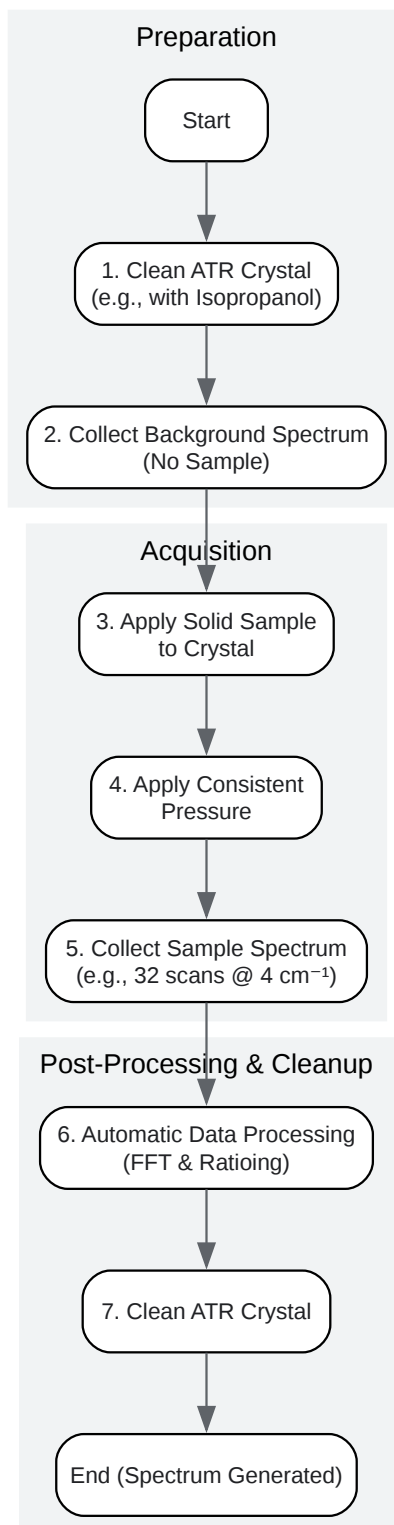 Preparation
Start
1. Clean ATR Crystal
(e.g., with Isopropanol)
2. Collect Background Spectrum
(No Sample)
Acquisition
3. Apply Solid Sample
to Crystal
4. Apply Consistent
Pressure
5. Collect Sample Spectrum
(e.g., 32 scans @ 4 cm⁻¹)
Post-Processing & Cleanup
6. Automatic Data Processing
(FFT & Ratioing)
7. Clean ATR Crystal
End (Spectrum Generated)